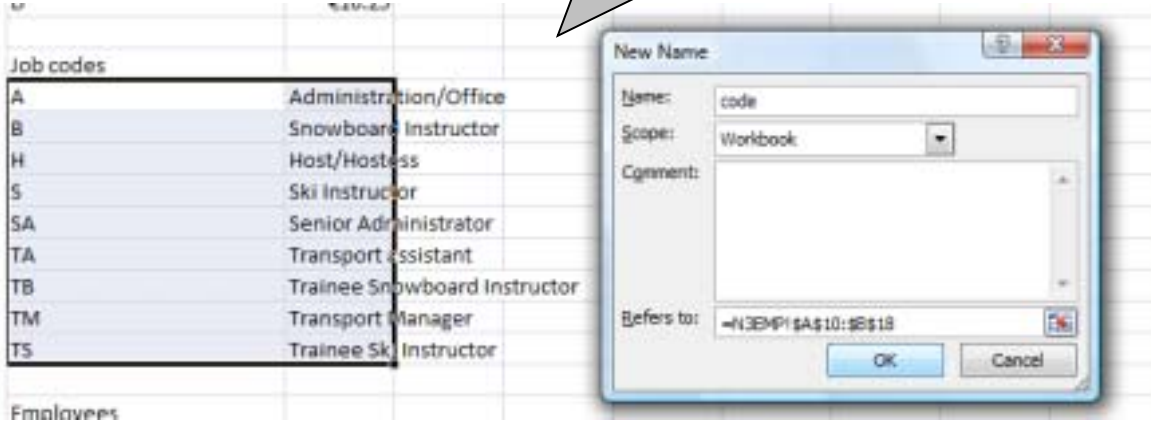 Job codes
A Administration/Office
B Snowboard Instructor
H Host/Hostess
S Ski Instructor
SA Senior Administrator
TA Transport assistant
TB Trainee Snowboard Instructor
TM Transport Manager
TS Trainee Ski Instructor
Employees
New Name
Name: code
Scope: Workbook
Comment:
Refers to: =N3EMP!$A$10:$B$18
OK Cancel